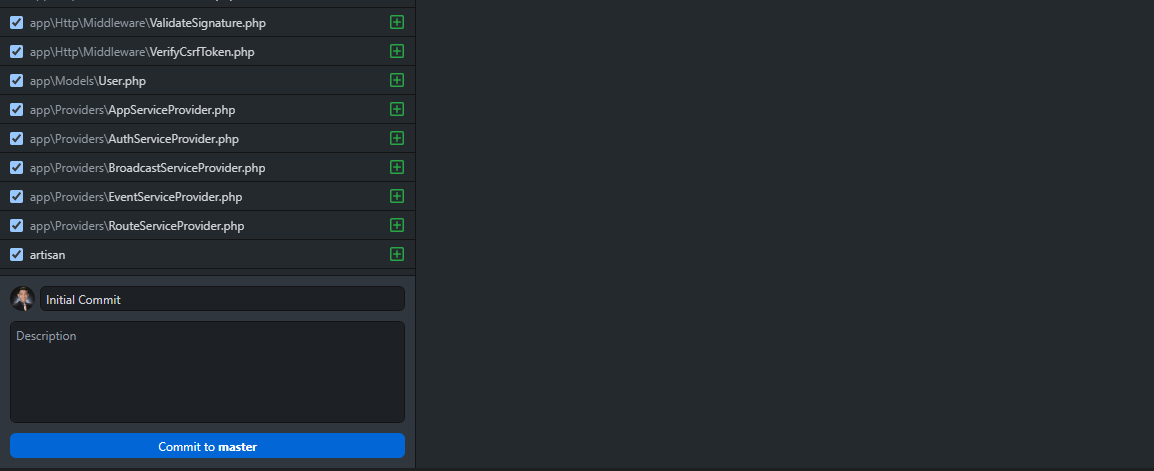 app\Http\Middleware\ValidateSignature.php
app\Http\Middleware\VerifyCsrfToken.php
app\Models\User.php
app\Providers\AppServiceProvider.php
app\Providers\AuthServiceProvider.php
app\Providers\BroadcastServiceProvider.php
app\Providers\EventServiceProvider.php
app\Providers\RouteServiceProvider.php
artisan
Initial Commit
Description
Commit to master